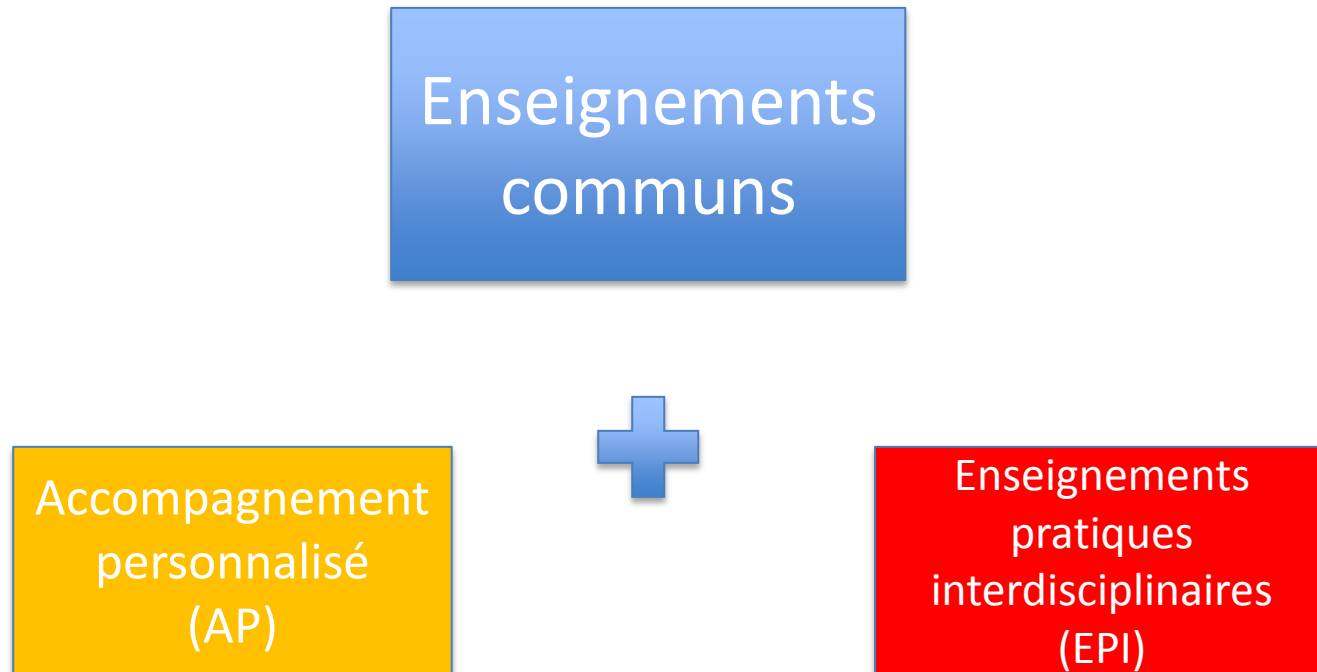 Enseignements
communs
Accompagnement
personnalisé
(AP)
Enseignements
pratiques
interdisciplinaires
(EPI)